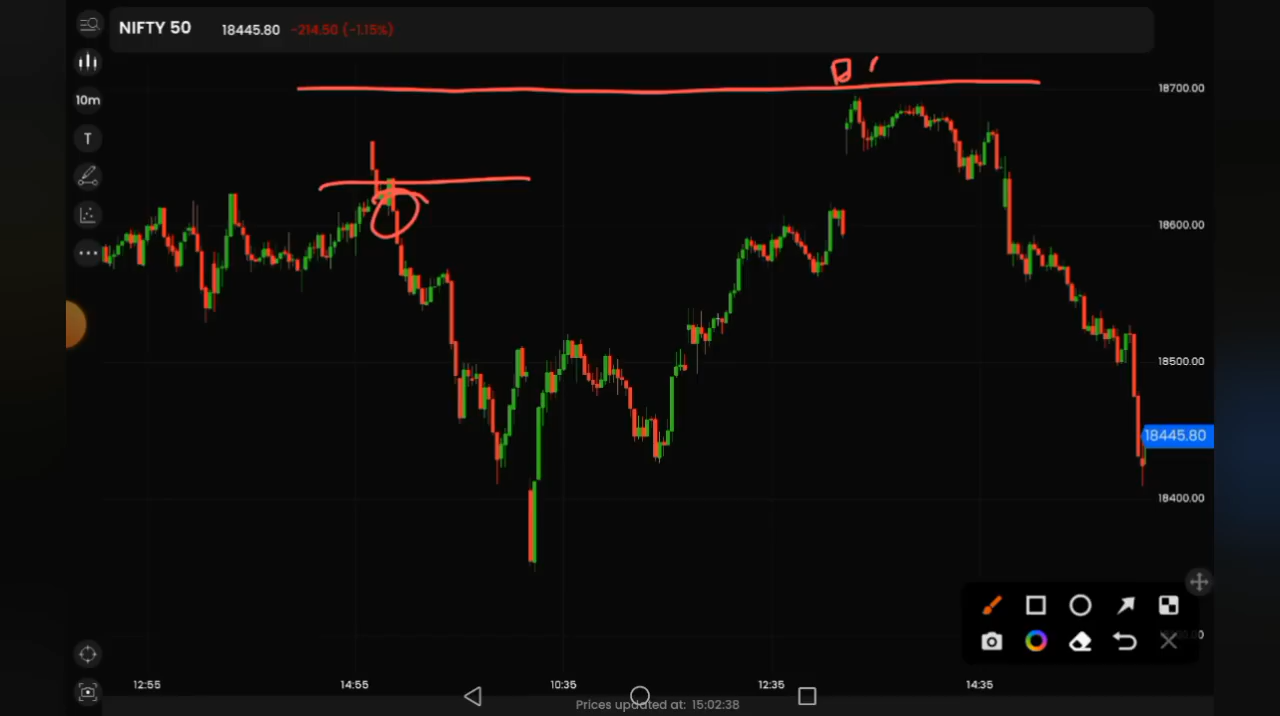 NIFTY 50 18445.80 -214.50 (-1.15%)
10m
T
18700.00
18600.00
18500.00
18445.80
18400.00
12:55 14:55 10:35 12:35 14:35
Prices updated at: 15:02:38